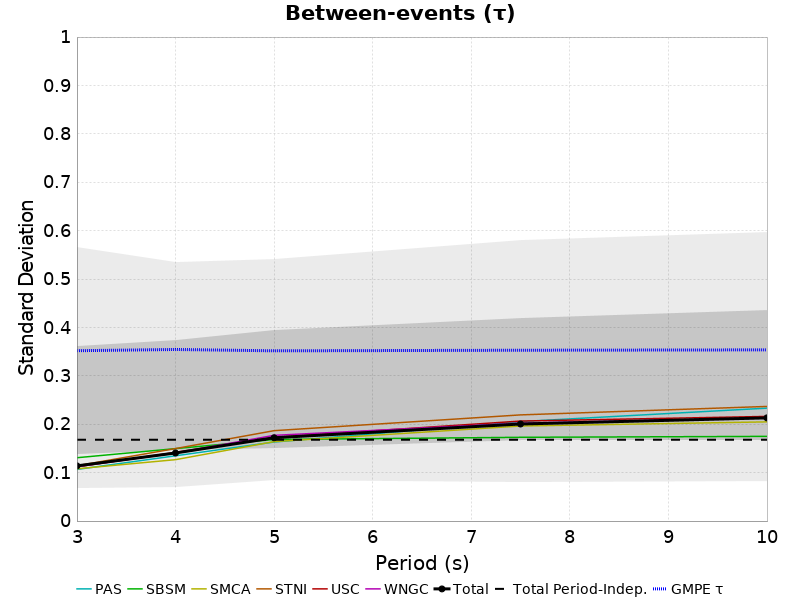 Between-events (τ)
1
0.9
0.8
0.7
0.6
0.5
0.4
0.3
0.2
0.1
0
Standard Deviation
3 4 5 6 7 8 9 10
Period (s)
PAS SBSM SMCA STNI USC WNGC Total Total Period-Indep. GMPE τ